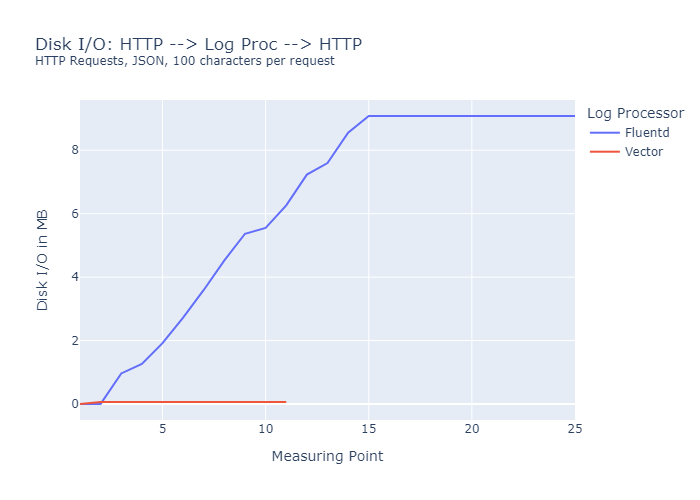 Disk I/O: HTTP --> Log Proc --> HTTP
HTTP Requests, JSON, 100 characters per request
Log Processor
Fluentd
Vector
Disk I/O in MB
8
6
4
2
0
5
10
15
20
25
Measuring Point